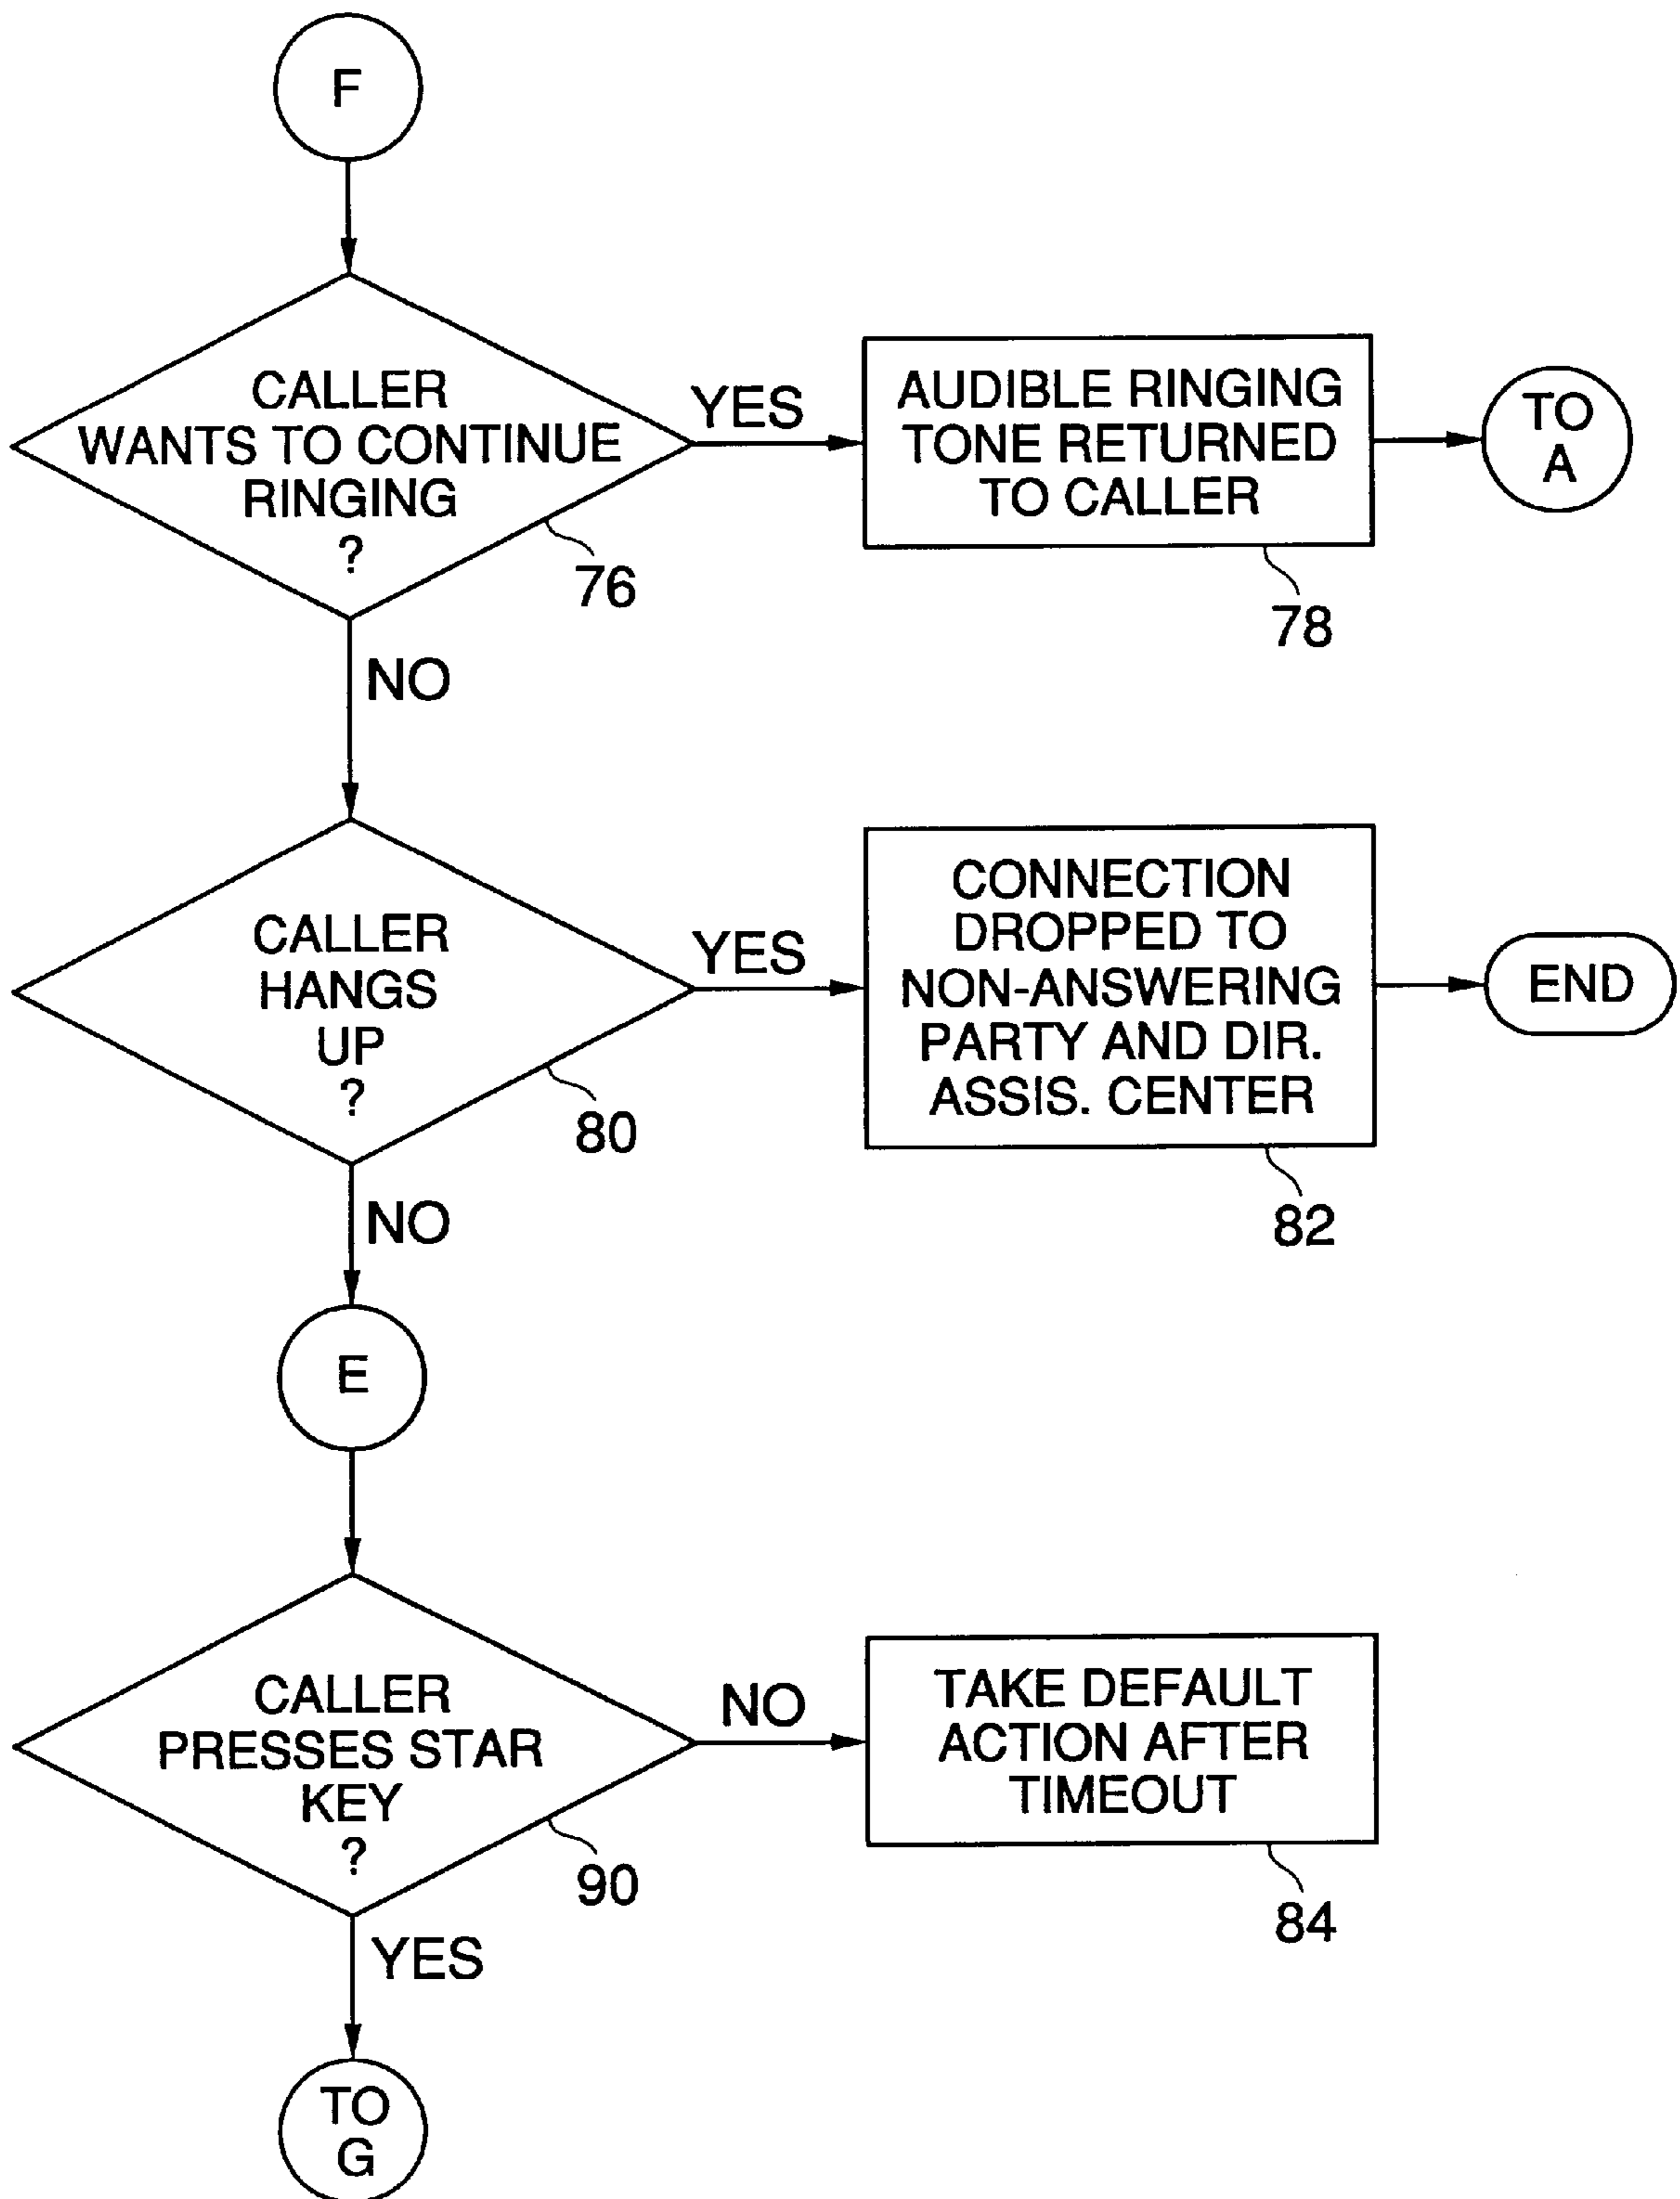 F
CALLER
WANTS TO CONTINUE
RINGING
?
76
YES
AUDIBLE RINGING
TONE RETURNED
TO CALLER
78
TO
A
NO
CALLER
HANGS
UP
?
80
YES
CONNECTION
DROPPED TO
NON-ANSWERING
PARTY AND DIR.
ASSIS. CENTER
82
END
NO
E
CALLER
PRESSES STAR
KEY
?
90
NO
TAKE DEFAULT
ACTION AFTER
TIMEOUT
84
YES
TO
G